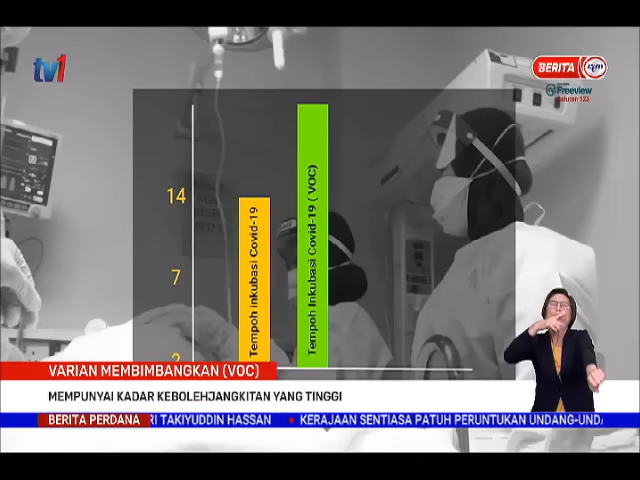 tv1
BERITA rtm
Freeview
Saluran 123
14
7
2
Tempoh inkubasi Covid-19
Tempoh Inkubasi Covid-19 ( VOC)
VARIAN MEMBIMBANGKAN (VOC)
MEMPUNYAI KADAR KEBOLEHJANGKITAN YANG TINGGI
BERITA PERDANA RI TAKIYUDDIN HASSAN • KERAJAAN SENTIASA PATUH PERUNTUKAN UNDANG-UNDA